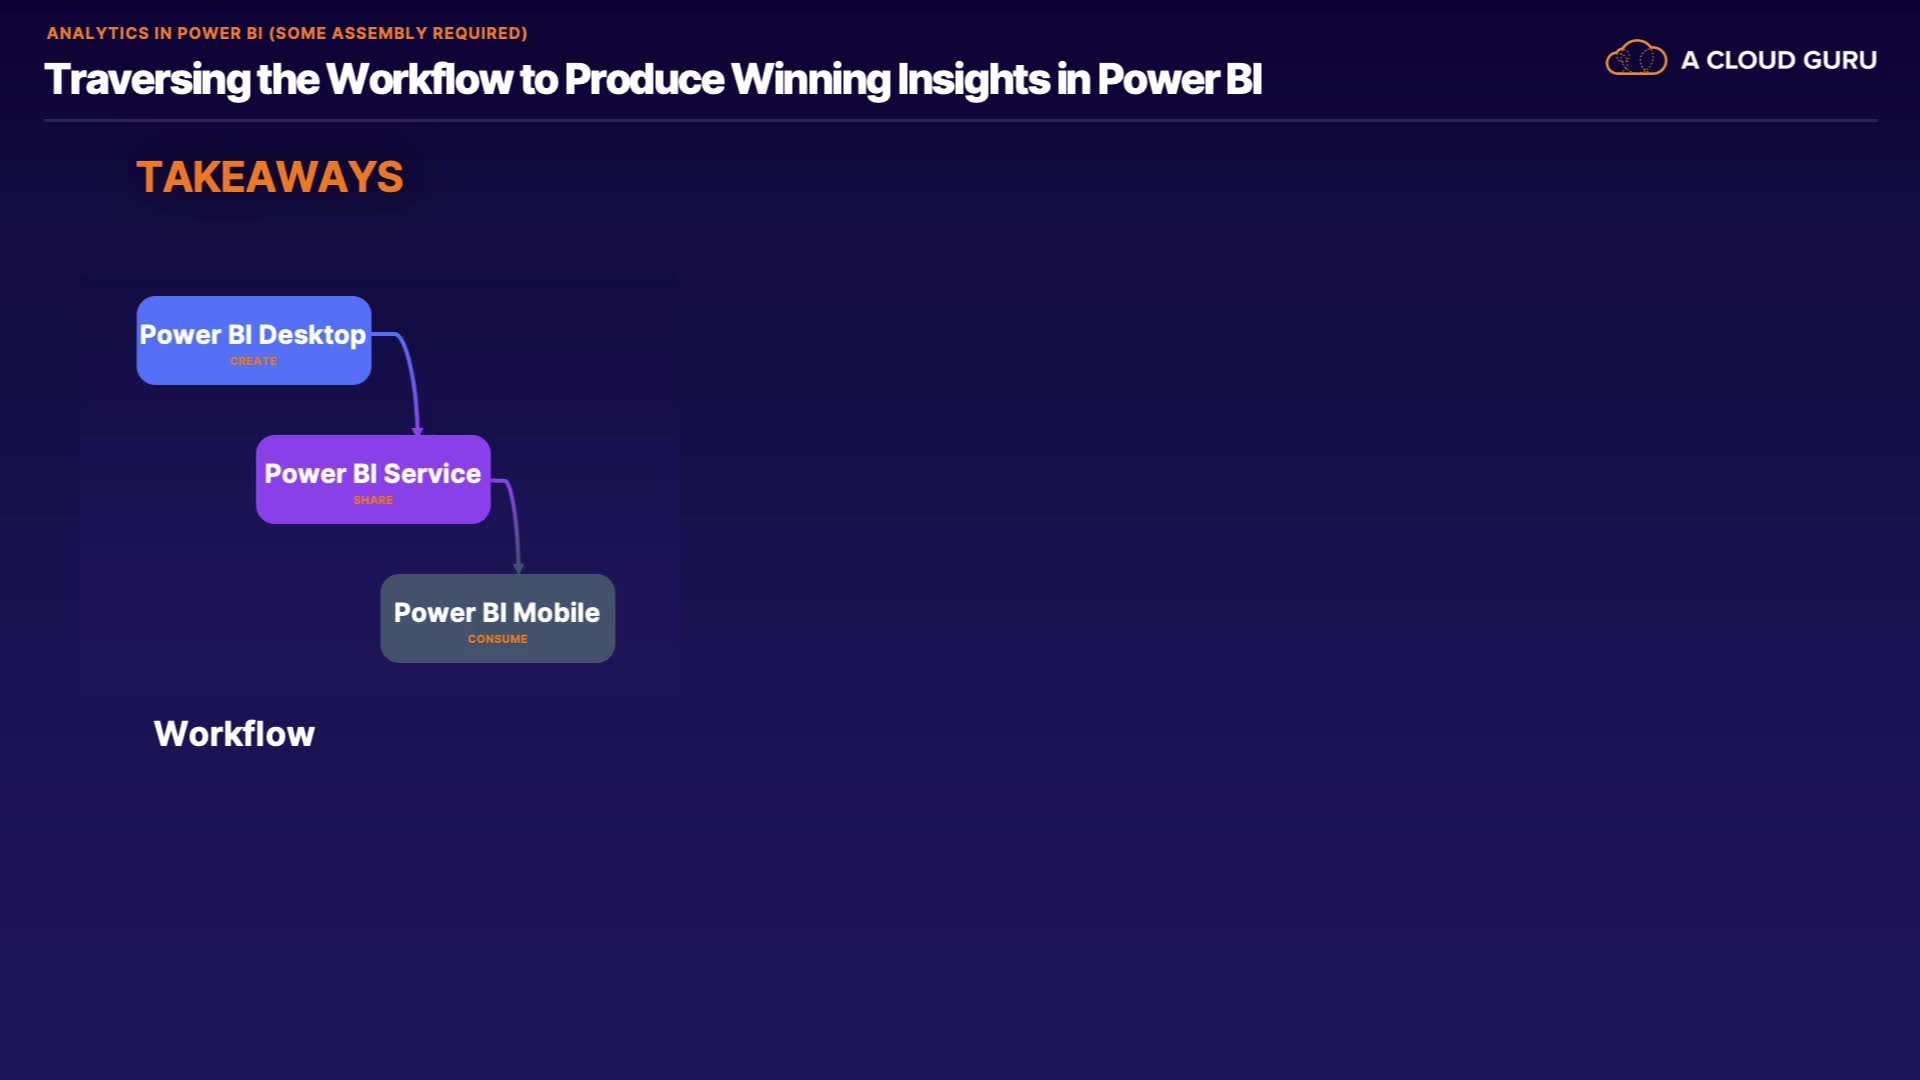 ANALYTICS IN POWER BI (SOME ASSEMBLY REQUIRED)
Traversing the Workflow to Produce Winning Insights in Power BI
A CLOUD GURU
TAKEAWAYS
Power BI Desktop
CREATE
Power BI Service
SHARE
Power BI Mobile
CONSUME
Workflow